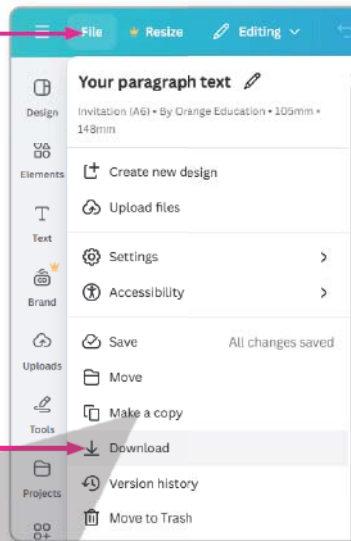 File Resize Editing
Design
Elements
Text
Brand
Uploads
Tools
Projects
Your paragraph text
Invitation (A6) • By Orange Education • 105mm •
148mm
Create new design
Upload files
Settings
Accessibility
Save All changes saved
Move
Make a copy
Download
Version history
Move to Trash